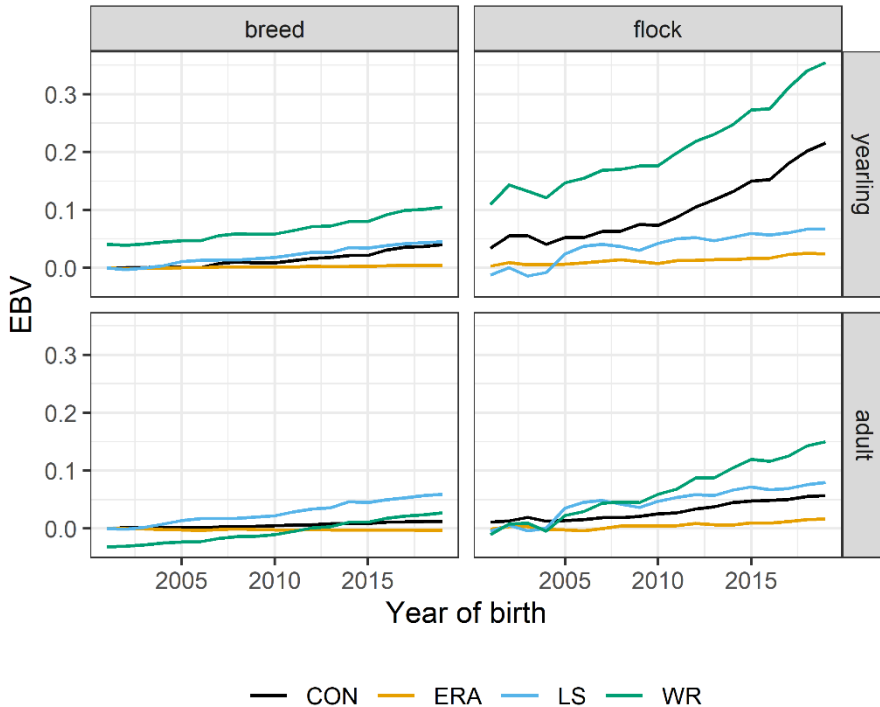 breed flock
0.3
0.2
0.1
0.0
yearling
EBV
0.3
0.2
0.1
0.0
adult
2005 2010 2015 2005 2010 2015
Year of birth
CON ERA LS WR